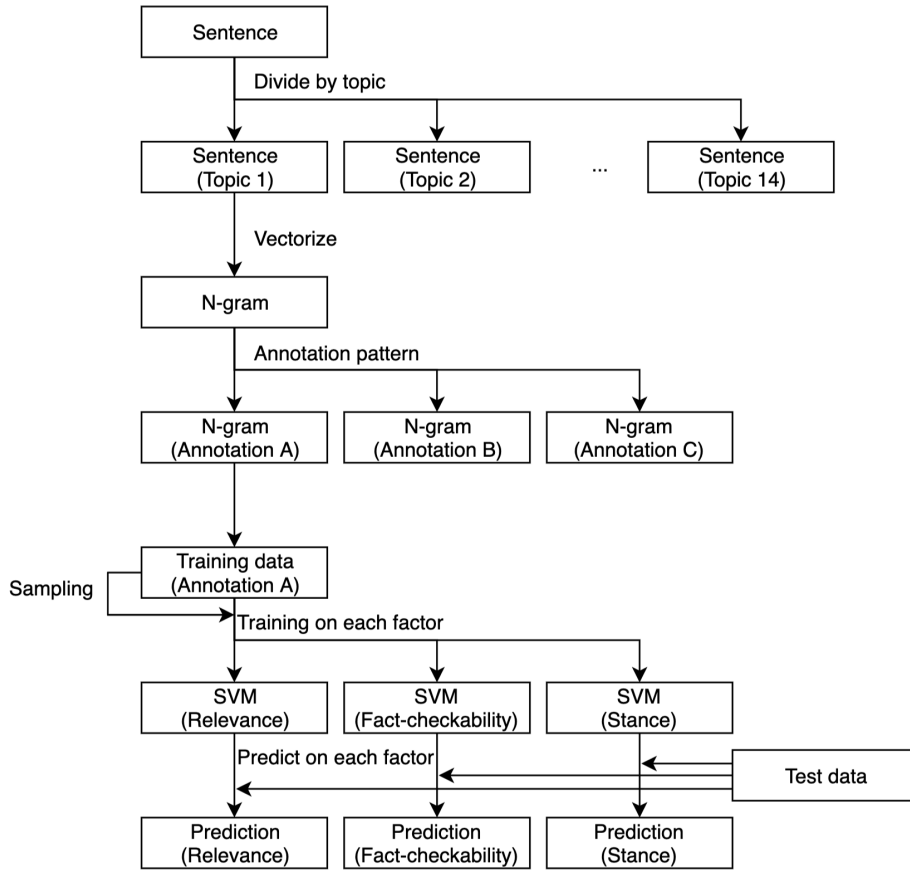 Sentence
Divide by topic
Sentence
(Topic 1)
Sentence
(Topic 2)
...
Sentence
(Topic 14)
Vectorize
N-gram
Annotation pattern
N-gram
(Annotation A)
N-gram
(Annotation B)
N-gram
(Annotation C)
Training data
(Annotation A)
Sampling
Training on each factor
SVM
(Relevance)
SVM
(Fact-checkability)
SVM
(Stance)
Predict on each factor
Test data
Prediction
(Relevance)
Prediction
(Fact-checkability)
Prediction
(Stance)